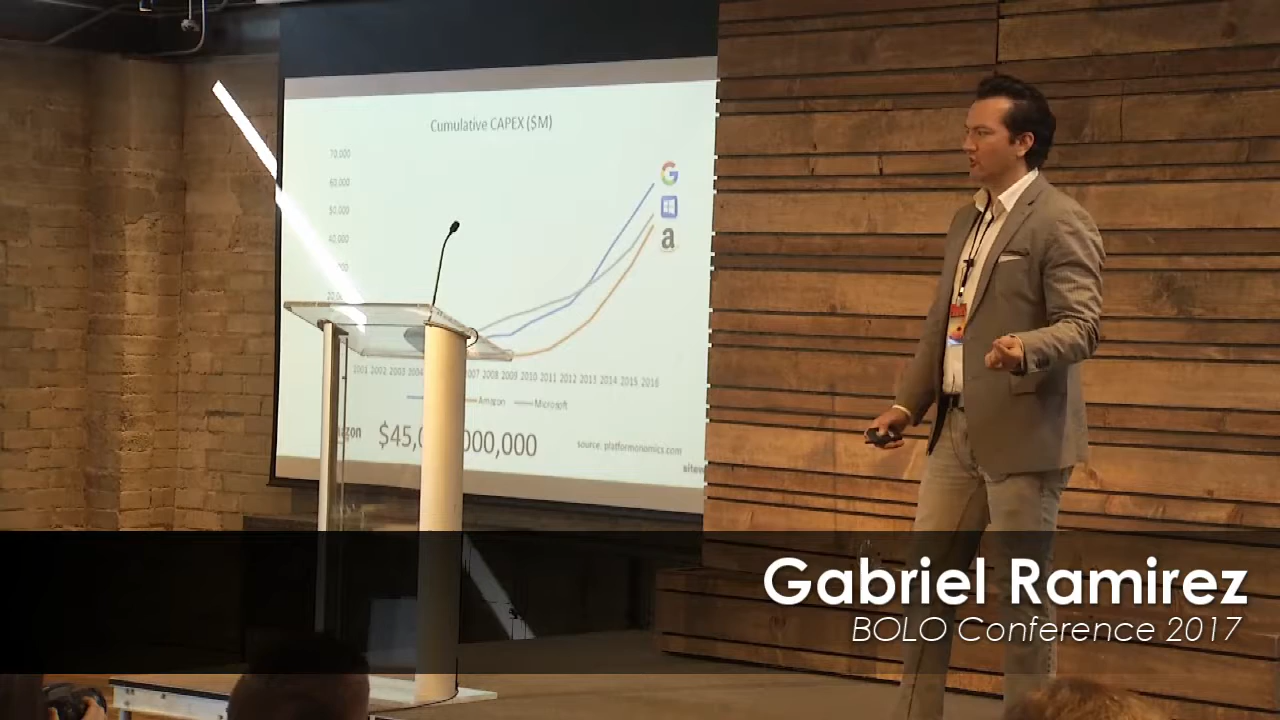 Cumulative CAPEX ($M)
70,000
60,000
50,000
40,000
2001 2002 2003 2004 2008 2009 2010 2011 2012 2013 2014 2015 2016
Amazon Microsoft
$45,0 000,000
source: platformonomics.com
Gabriel Ramirez
BOLO Conference 2017